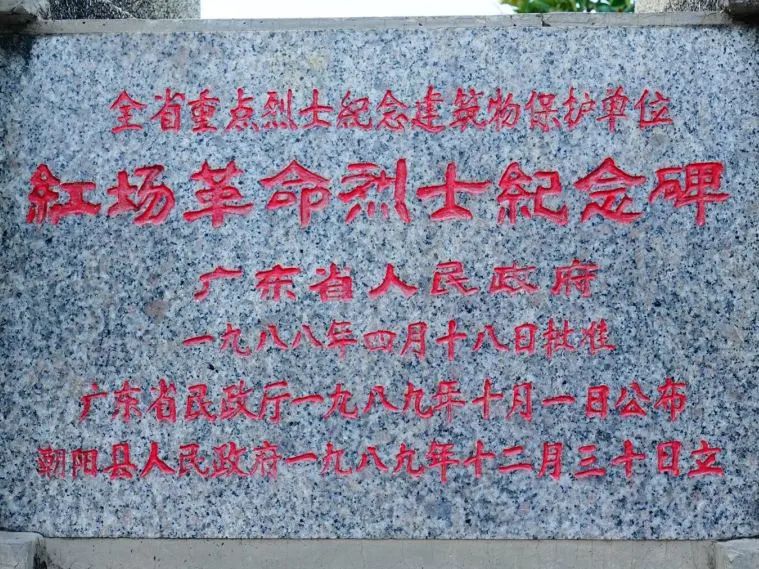 全省重点烈士紀念建筑物保护单位
紅场革命烈士紀念碑
广东省人民政府
一九八八年四月十八日批准
广东省民政厅一九八九年十月一日公布
朝阳县人民政府一九八九年十二月三十日立